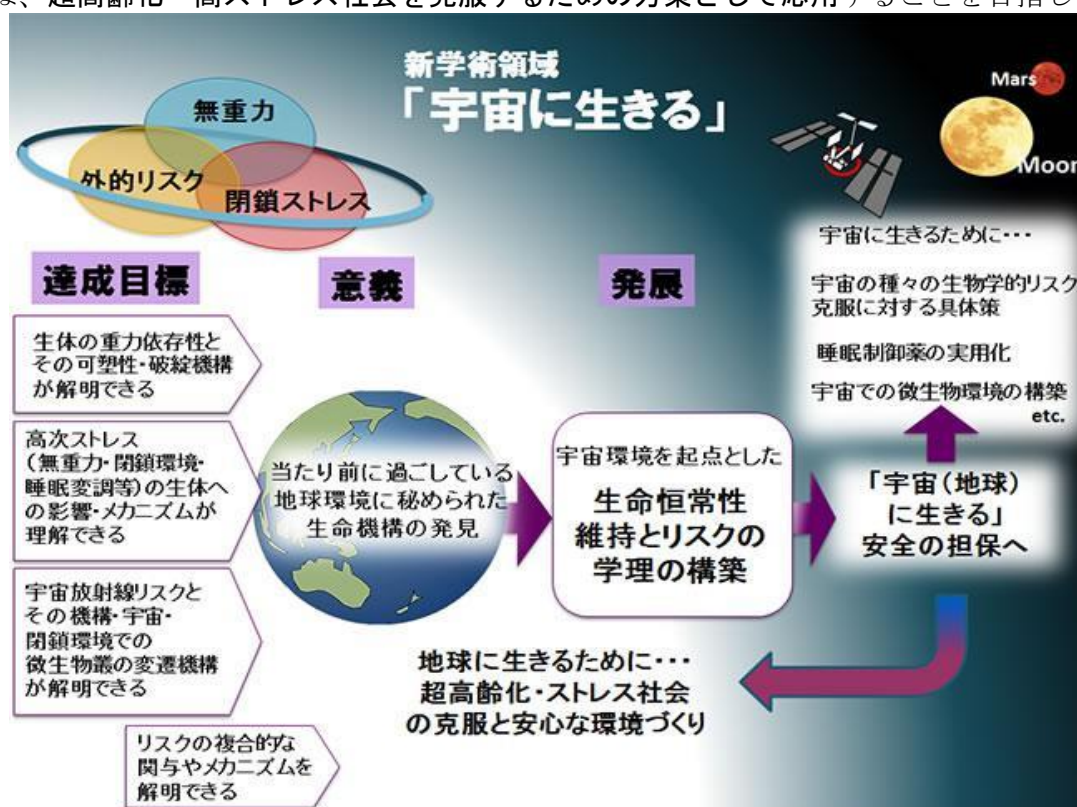 は、超高齢化・高ストレス社会を克服するための方策として応用することを目指し
新学術領域
「宇宙に生きる」
無重力
外的リスク
閉鎖ストレス
Mars
Moon
達成目標
意義
発展
生体の重力依存性と
その可塑性・破綻機構
が解明できる
高次ストレス
(無重力・閉鎖環境・
睡眠変調等)の生体へ
の影響・メカニズムが
理解できる
宇宙放射線リスクと
その機構・宇宙・
閉鎖環境での
微生物叢の変遷機構
が解明できる
リスクの複合的な
関与やメカニズムを
解明できる
当たり前に過ごしている
地球環境に秘められた
生命機構の発見
宇宙環境を起点とした
生命恒常性
維持とリスクの
学理の構築
「宇宙(地球)
に生きる」
安全の担保へ
宇宙に生きるために・・・
宇宙の種々の生物学的リスク
克服に対する具体策
睡眠制御薬の実用化
宇宙での微生物環境の構築
etc.
地球に生きるために・・・
超高齢化・ストレス社会
の克服と安心な環境づくり